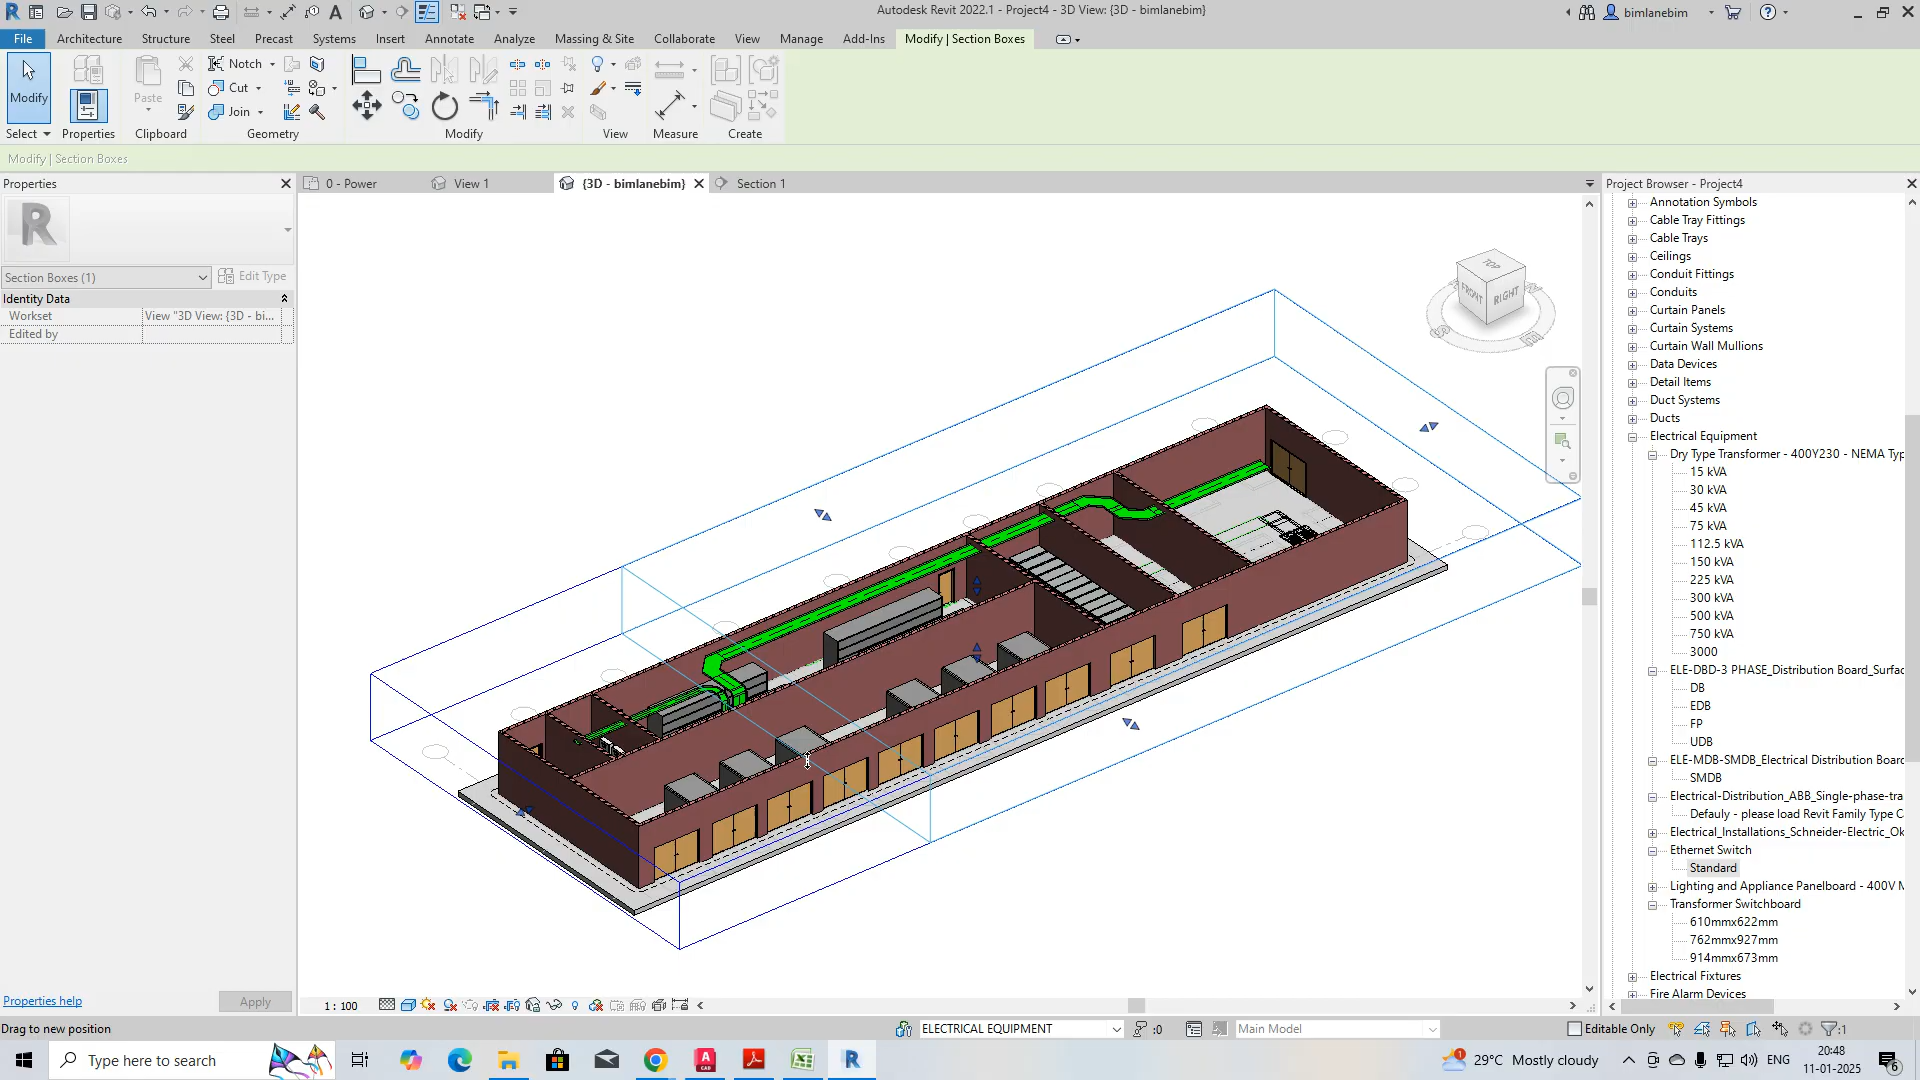 Autodesk Revit 2022.1 - Project4 - 3D View: {3D - bimlanebim}
bimlanebim
File Architecture Structure Steel Precast Systems Insert Annotate Analyze Massing & Site Collaborate View Manage Add-Ins Modify | Section Boxes
Modify
Paste
Notch
Cut
Join
Select Properties Clipboard Geometry Modify View Measure Create
Modify | Section Boxes
Properties
Section Boxes (1) Edit Type
Identity Data
Workset View "3D View: {3D - bi...
Edited by
Properties help Apply
0 - Power View 1 {3D - bimlanebim} Section 1
TOP
FRONT RIGHT
1 : 100
Project Browser - Project4
Annotation Symbols
Cable Tray Fittings
Cable Trays
Ceilings
Conduit Fittings
Conduits
Curtain Panels
Curtain Systems
Curtain Wall Mullions
Data Devices
Detail Items
Duct Systems
Ducts
Electrical Equipment
Dry Type Transformer - 400Y230 - NEMA Typ
15 kVA
30 kVA
45 kVA
75 kVA
112.5 kVA
150 kVA
225 kVA
300 kVA
500 kVA
750 kVA
3000
ELE-DBD-3 PHASE_Distribution Board_Surfac
DB
EDB
FP
UDB
ELE-MDB-SMDB_Electrical Distribution Board
SMDB
Electrical-Distribution_ABB_Single-phase-tra
Defauly - please load Revit Family Type Ca
Electrical_Installations_Schneider-Electric_Ok
Ethernet Switch
Standard
Lighting and Appliance Panelboard - 400V M
Transformer Switchboard
610mmx622mm
762mmx927mm
914mmx673mm
Electrical Fixtures
Fire Alarm Devices
Drag to new position ELECTRICAL EQUIPMENT :0 Main Model Editable Only :1
Type here to search 29°C Mostly cloudy ENG 20:48
11-01-2025 6